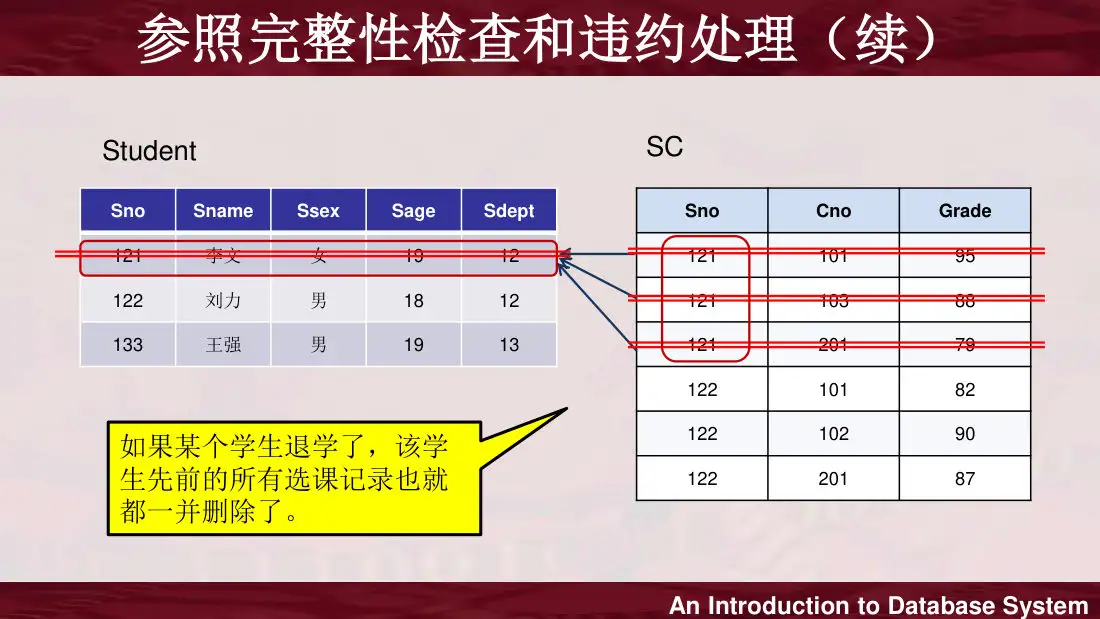 参照完整性检查和违约处理（续）
Student
Sno Sname Ssex Sage Sdept
121 李文 女 19 12
122 刘力 男 18 12
133 王强 男 19 13
SC
Sno Cno Grade
121 101 95
121 103 88
121 201 79
122 101 82
122 102 90
122 201 87
如果某个学生退学了，该学
生先前的所有选课记录也就
都一并删除了。
An Introduction to Database System